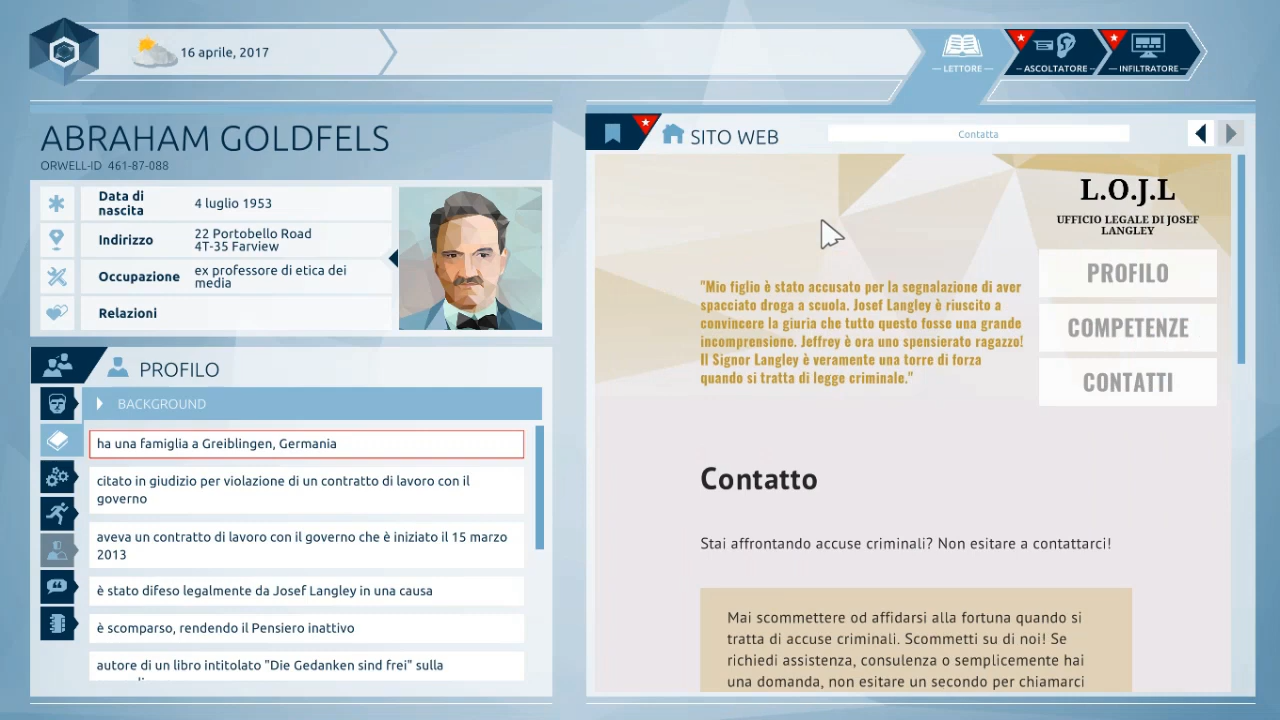 16 aprile, 2017
LETTORE
ASCOLTATORE
INFILTRATORE
ABRAHAM GOLDFELS
ORWELL-ID 461-87-088
Data di nascita
4 luglio 1953
Indirizzo
22 Portobello Road
4T-35 Farview
Occupazione
ex professore di etica dei
media
Relazioni
PROFILO
BACKGROUND
ha una famiglia a Greiblingen, Germania
citato in giudizio per violazione di un contratto di lavoro con il
governo
aveva un contratto di lavoro con il governo che è iniziato il 15 marzo
2013
è stato difeso legalmente da Josef Langley in una causa
è scomparso, rendendo il Pensiero inattivo
autore di un libro intitolato "Die Gedanken sind frei" sulla
SITO WEB
Contatta
L.O.J.L
UFFICIO LEGALE DI JOSEF
LANGLEY
PROFILO
COMPETENZE
CONTATTI
"Mio figlio è stato accusato per la segnalazione di aver
spacciato droga a scuola. Josef Langley è riuscito a
convincere la giuria che tutto questo fosse una grande
incomprensione. Jeffrey è ora uno spensierato ragazzo!
Il Signor Langley è veramente una torre di forza
quando si tratta di legge criminale."
Contatto
Stai affrontando accuse criminali? Non esitare a contattarci!
Mai scommettere od affidarsi alla fortuna quando si
tratta di accuse criminali. Scommetti su di noi! Se
richiedi assistenza, consulenza o semplicemente hai
una domanda, non esitare un secondo per chiamarci